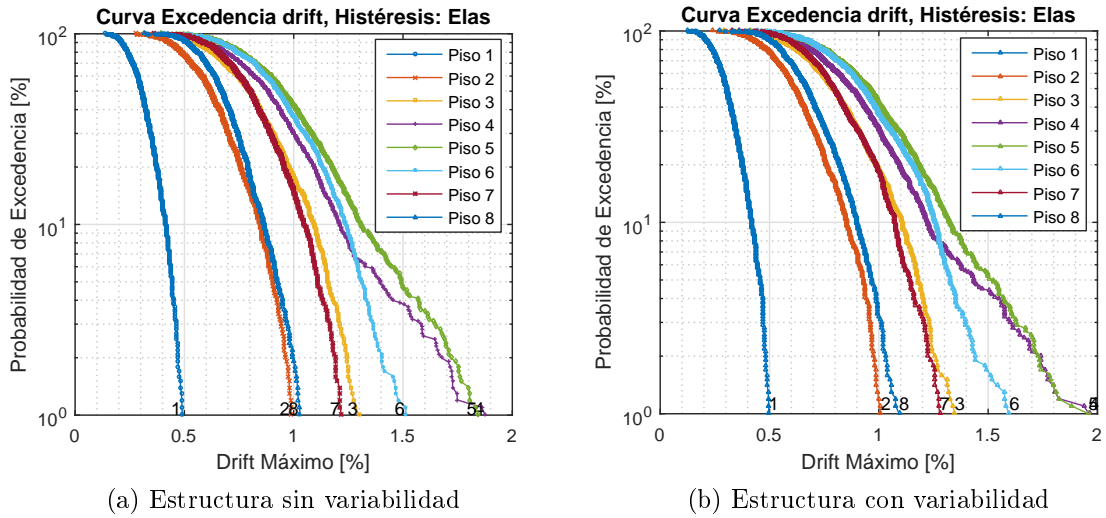 Curva Excedencia drift, Histéresis: Elas
10²
10¹
10⁰
Probabilidad de Excedencia [%]
Piso 1
Piso 2
Piso 3
Piso 4
Piso 5
Piso 6
Piso 7
Piso 8
1
2
8
7
3
6
5
4
0
0.5
1
1.5
2
Drift Máximo [%]
(a) Estructura sin variabilidad
Curva Excedencia drift, Histéresis: Elas
10²
10¹
10⁰
Probabilidad de Excedencia [%]
Piso 1
Piso 2
Piso 3
Piso 4
Piso 5
Piso 6
Piso 7
Piso 8
1
2
8
7
3
6
0
0.5
1
1.5
2
Drift Máximo [%]
(b) Estructura con variabilidad